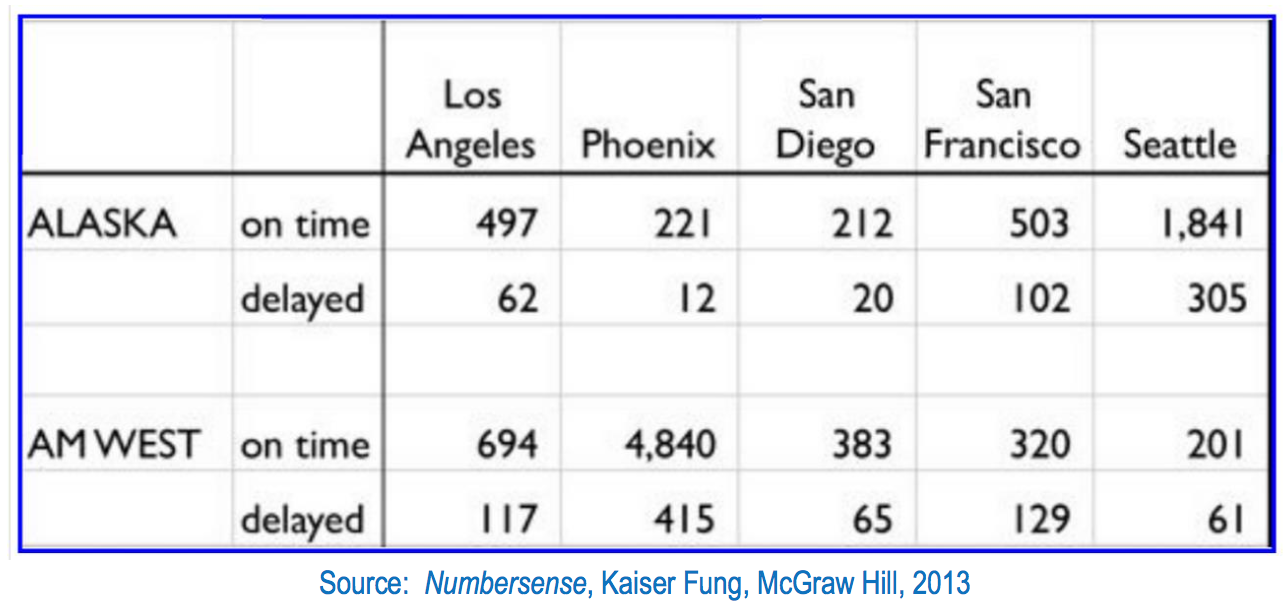 Los Angeles Phoenix San Diego San Francisco Seattle
ALASKA on time 497 221 212 503 1,841
delayed 62 12 20 102 305
AM WEST on time 694 4,840 383 320 201
delayed 117 415 65 129 61
Source: Numbersense, Kaiser Fung, McGraw Hill, 2013